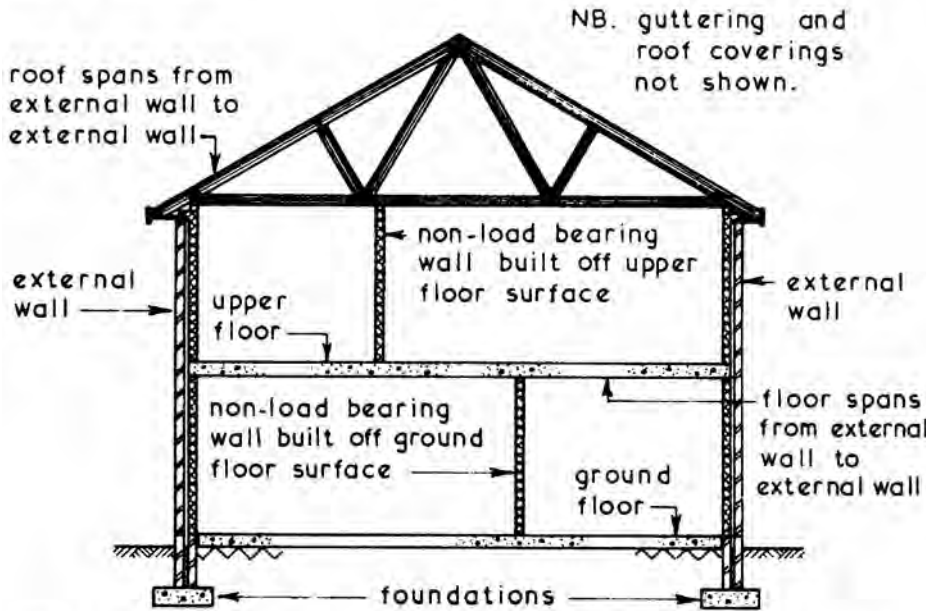 NB. guttering and
roof coverings
not shown.
roof spans from
external wall to
external wall
non-load bearing
wall built off upper
floor surface
external
wall
upper
floor
external
wall
non-load bearing
wall built off ground
floor surface
ground
floor
floor spans
from external
wall to
external wall
foundations